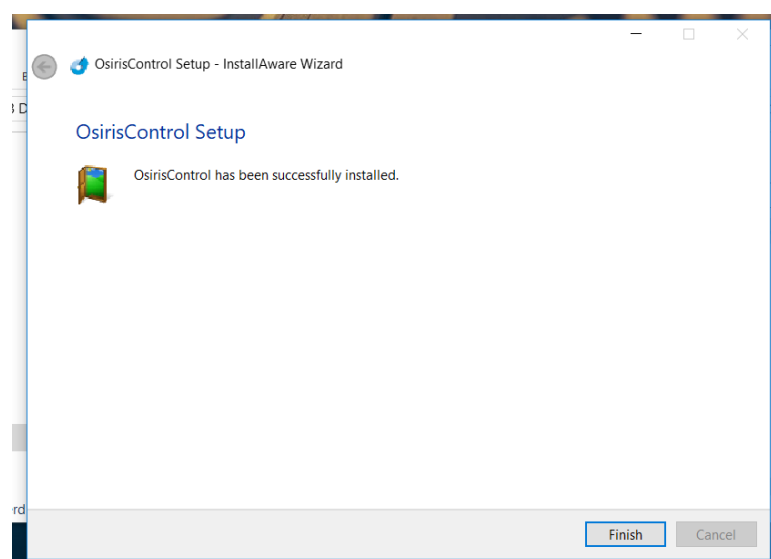 OsirisControl Setup - InstallAware Wizard
OsirisControl Setup
OsirisControl has been successfully installed.
Finish
Cancel